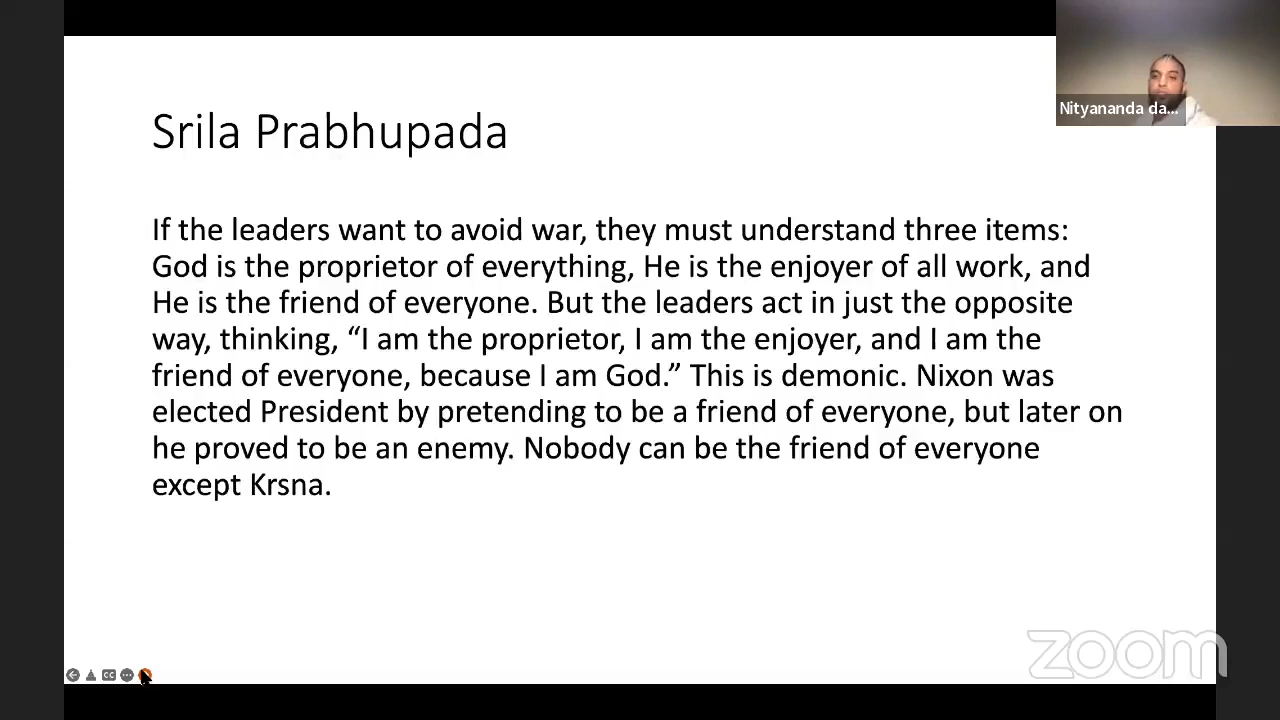 Nityananda da...
Srila Prabhupada
If the leaders want to avoid war, they must understand three items:
God is the proprietor of everything, He is the enjoyer of all work, and
He is the friend of everyone. But the leaders act in just the opposite
way, thinking, “I am the proprietor, I am the enjoyer, and I am the
friend of everyone, because I am God.” This is demonic. Nixon was
elected President by pretending to be a friend of everyone, but later on
he proved to be an enemy. Nobody can be the friend of everyone
except Krsna.
CC
zoom